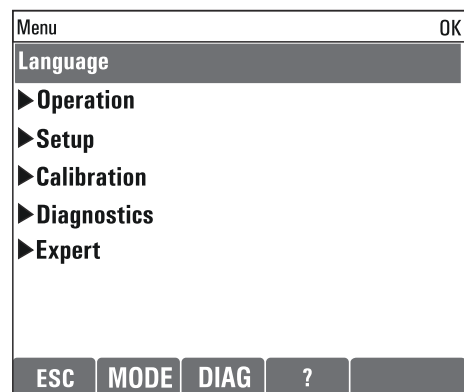 Menu OK
Language
▶Operation
▶Setup
▶Calibration
▶Diagnostics
▶Expert
ESC MODE DIAG ?